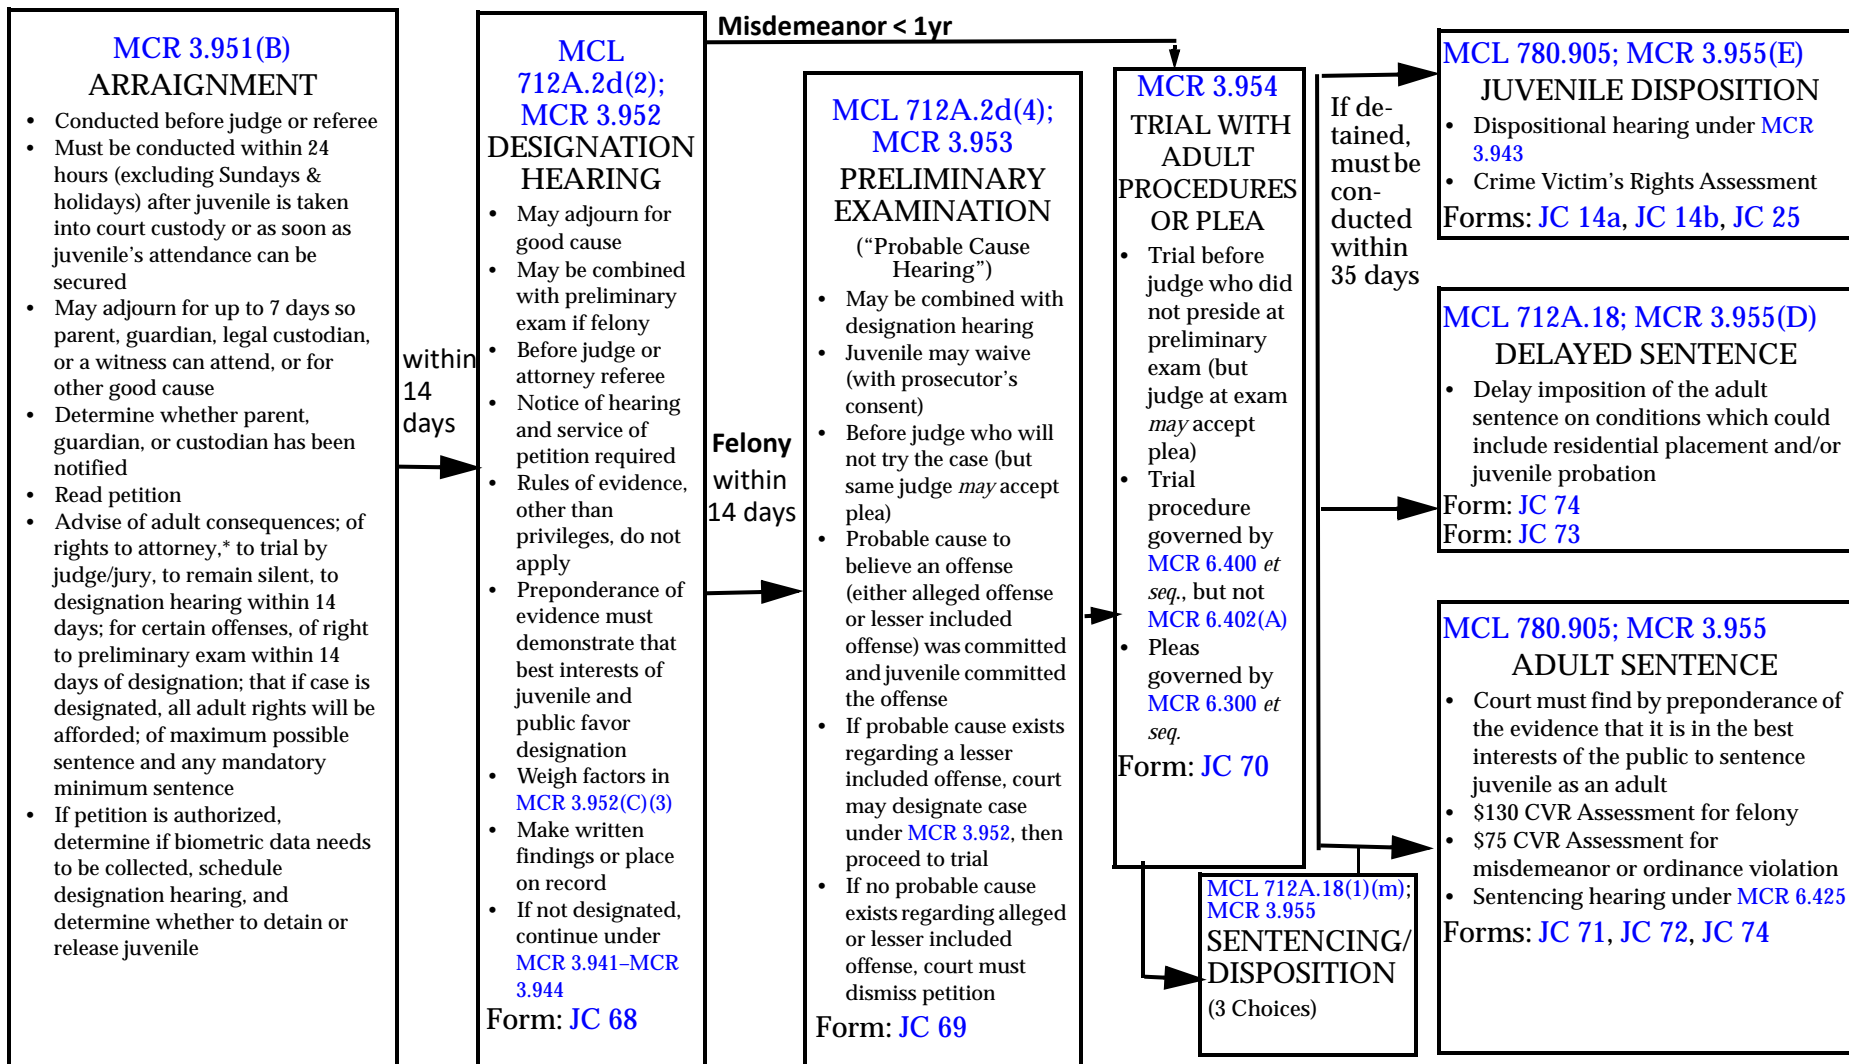 MCR 3.951(B)
ARRAIGNMENT
• Conducted before judge or referee
• Must be conducted within 24
hours (excluding Sundays &
holidays) after juvenile is taken
into court custody or as soon as
juvenile's attendance can be
secured
• May adjourn for up to 7 days so
parent, guardian, legal custodian,
or a witness can attend, or for
other good cause
• Determine whether parent,
guardian, or custodian has been
notified
• Read petition
• Advise of adult consequences; of
rights to attorney,* to trial by
judge/jury, to remain silent, to
designation hearing within 14
days; for certain offenses, of right
to preliminary exam within 14
days of designation; that if case is
designated, all adult rights will be
afforded; of maximum possible
sentence and any mandatory
minimum sentence
• If petition is authorized,
determine if biometric data needs
to be collected, schedule
designation hearing, and
determine whether to detain or
release juvenile
within
14
days
MCL
712A.2d(2);
MCR 3.952
DESIGNATION
HEARING
• May adjourn for
good cause
• May be combined
with preliminary
exam if felony
• Before judge or
attorney referee
• Notice of hearing
and service of
petition required
• Rules of evidence,
other than
privileges, do not
apply
• Preponderance of
evidence must
demonstrate that
best interests of
juvenile and
public favor
designation
• Weigh factors in
MCR 3.952(C)(3)
• Make written
findings or place
on record
• If not designated,
continue under
MCR 3.941–MCR
3.944
Form: JC 68
Misdemeanor < 1yr
Felony
within
14 days
MCL 712A.2d(4);
MCR 3.953
PRELIMINARY
EXAMINATION
(“Probable Cause
Hearing”)
• May be combined with
designation hearing
• Juvenile may waive
(with prosecutor's
consent)
• Before judge who will
not try the case (but
same judge may accept
plea)
• Probable cause to
believe an offense
(either alleged offense
or lesser included
offense) was committed
and juvenile committed
the offense
• If probable cause exists
regarding a lesser
included offense, court
may designate case
under MCR 3.952, then
proceed to trial
• If no probable cause
exists regarding alleged
or lesser included
offense, court must
dismiss petition
Form: JC 69
MCR 3.954
TRIAL WITH
ADULT
PROCEDURES
OR PLEA
• Trial before
judge who did
not preside at
preliminary
exam (but
judge at exam
may accept
plea)
• Trial
procedure
governed by
MCR 6.400 et
seq., but not
MCR 6.402(A)
• Pleas
governed by
MCR 6.300 et
seq.
Form: JC 70
MCL 712A.18(1)(m);
MCR 3.955
SENTENCING/
DISPOSITION
(3 Choices)
If de-
tained,
must be
con-
ducted
within
35 days
MCL 780.905; MCR 3.955(E)
JUVENILE DISPOSITION
• Dispositional hearing under MCR
3.943
• Crime Victim's Rights Assessment
Forms: JC 14a, JC 14b, JC 25
MCL 712A.18; MCR 3.955(D)
DELAYED SENTENCE
• Delay imposition of the adult
sentence on conditions which could
include residential placement and/or
juvenile probation
Form: JC 74
Form: JC 73
MCL 780.905; MCR 3.955
ADULT SENTENCE
• Court must find by preponderance of
the evidence that it is in the best
interests of the public to sentence
juvenile as an adult
• $130 CVR Assessment for felony
• $75 CVR Assessment for
misdemeanor or ordinance violation
• Sentencing hearing under MCR 6.425
Forms: JC 71, JC 72, JC 74